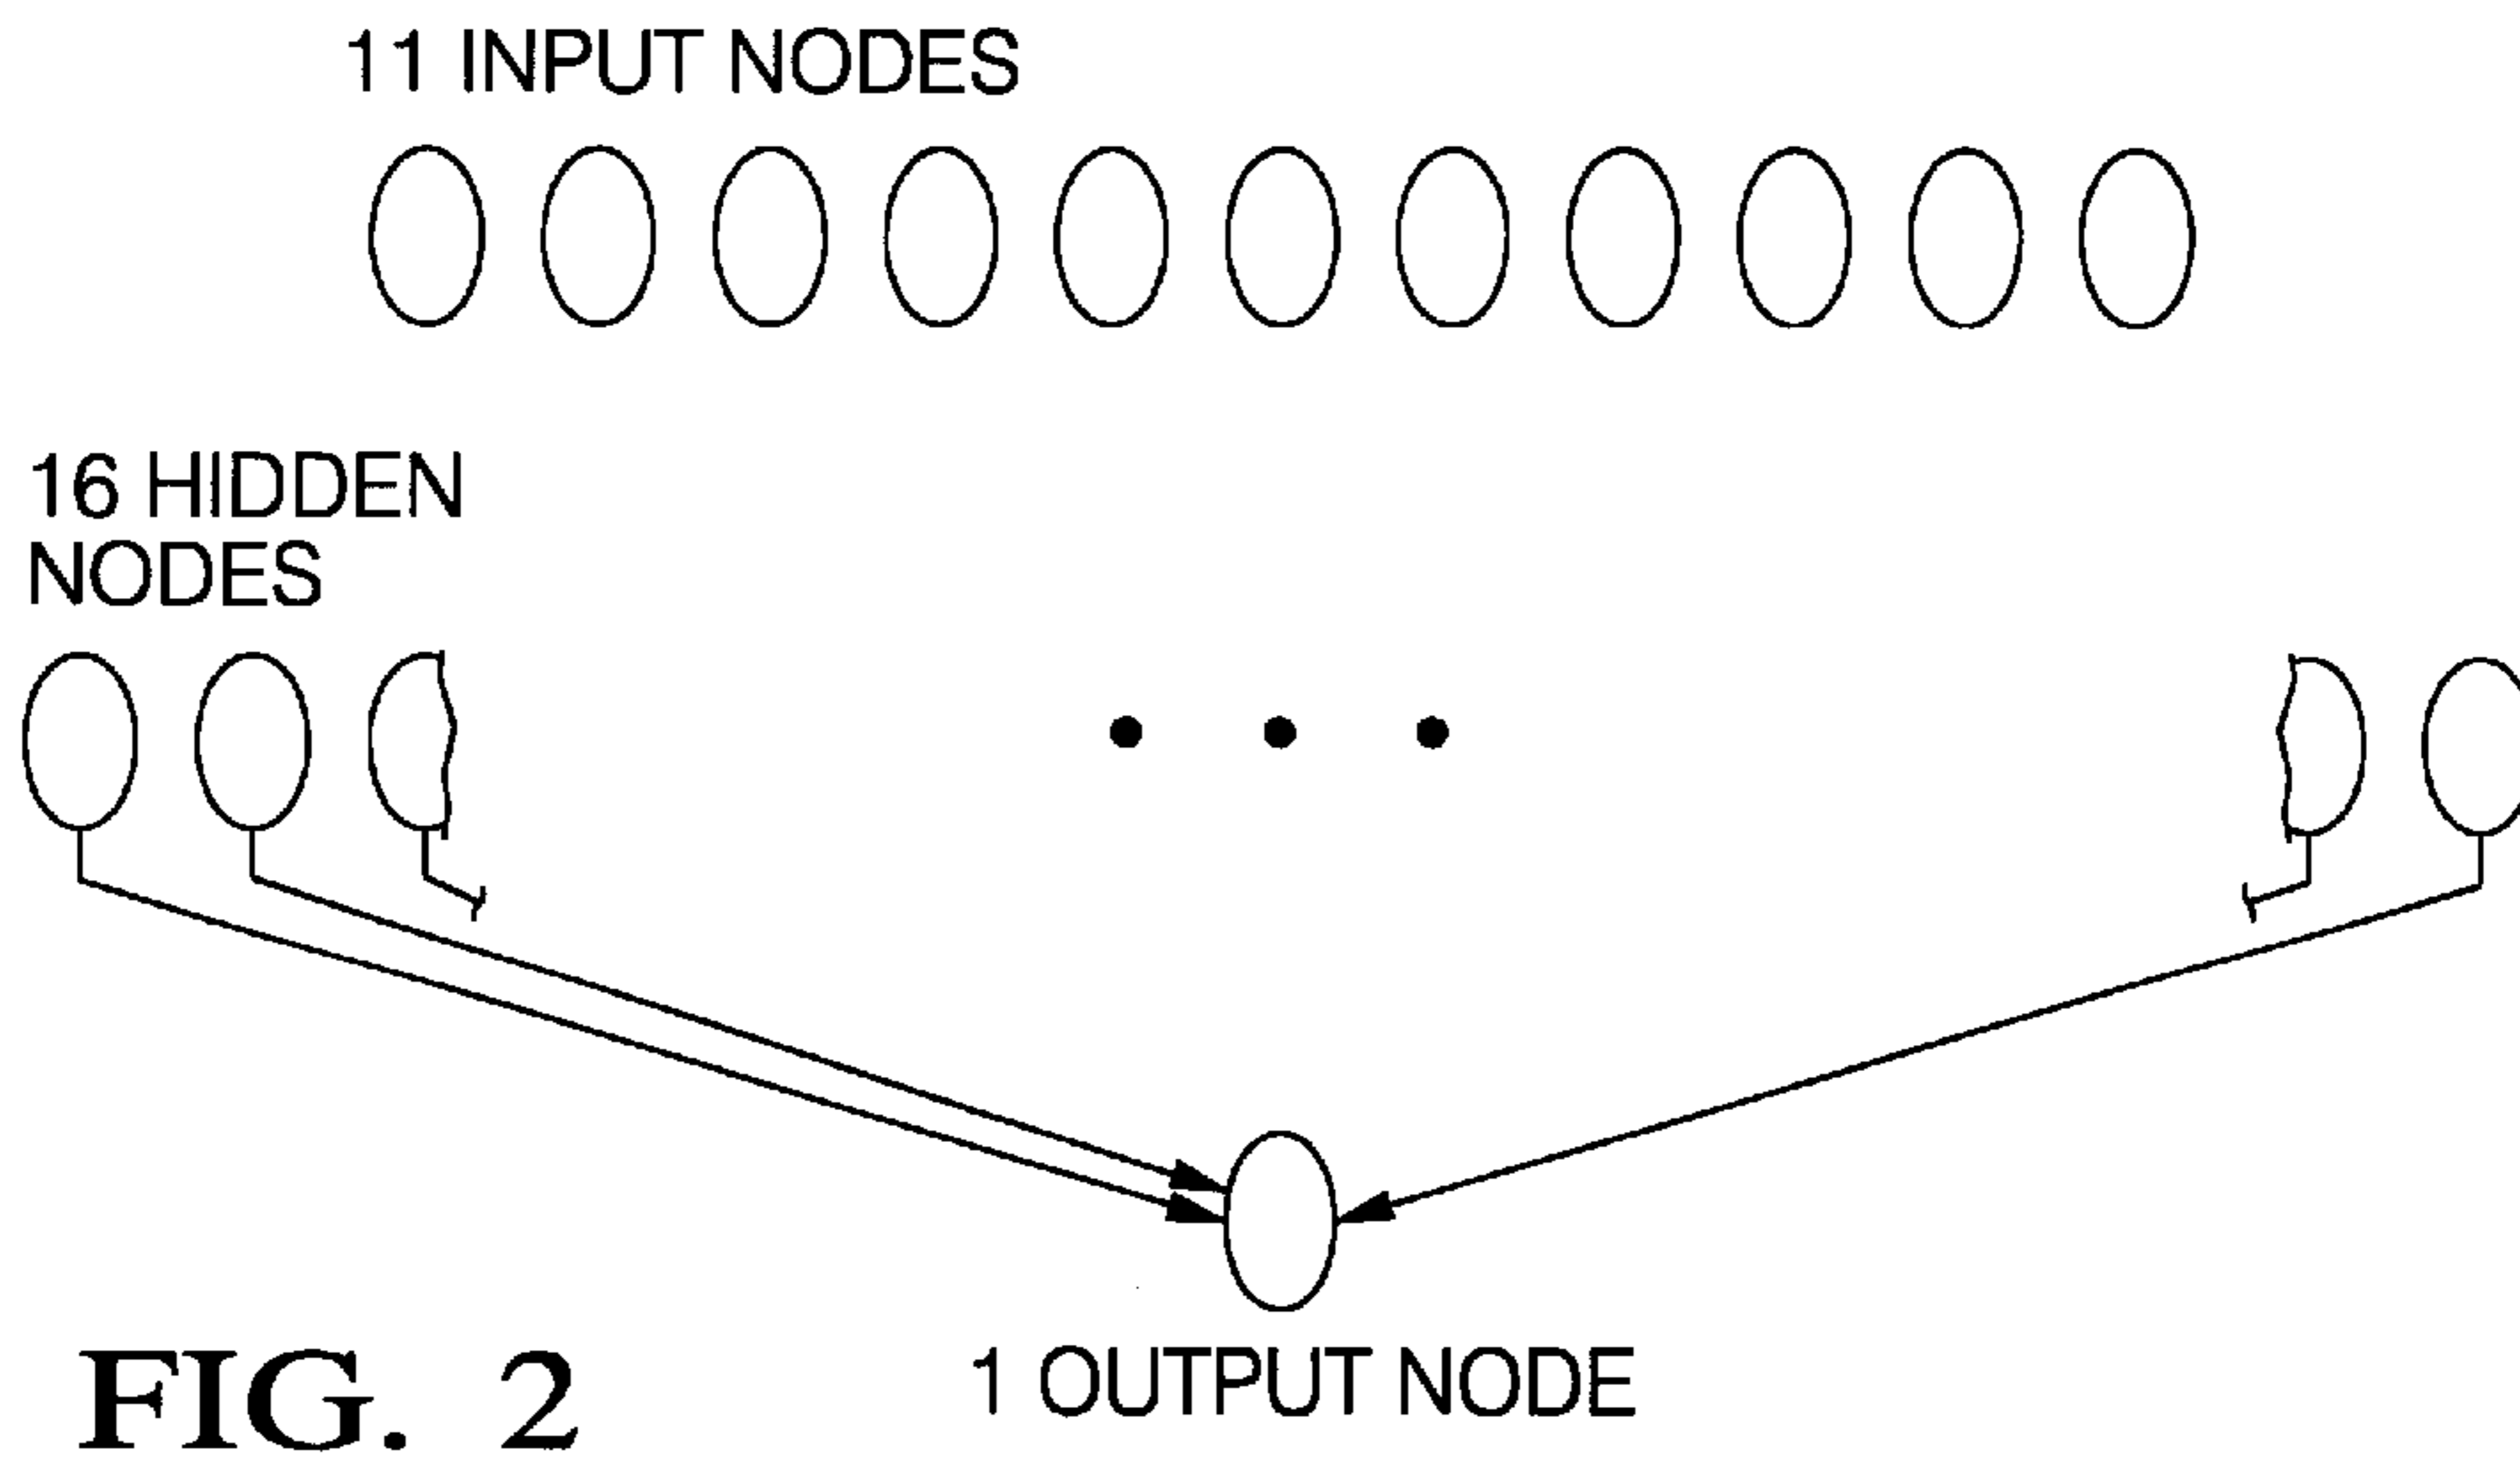 11 INPUT NODES
16 HIDDEN
NODES
1 OUTPUT NODE
FIG. 2